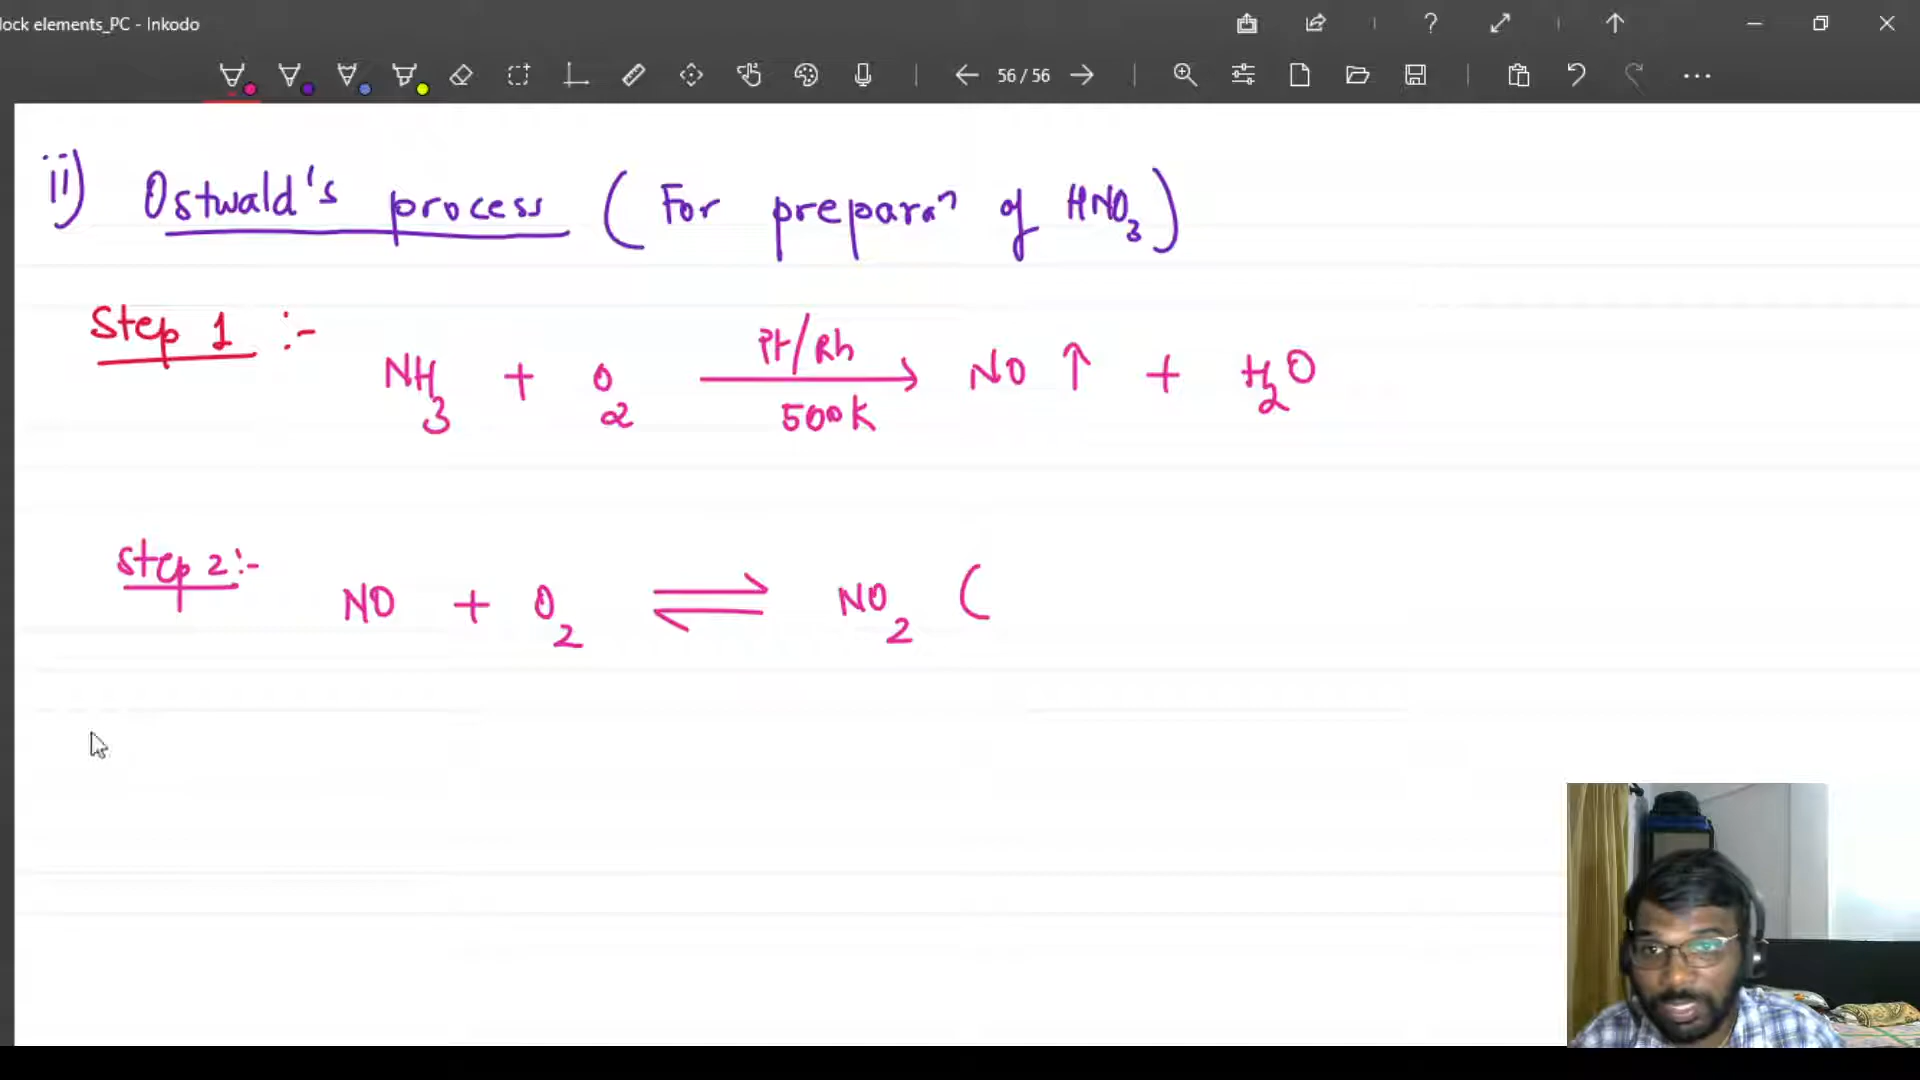 lock elements_PC - Inkodo
56 / 56
ii) Ostwald's process (For preparaⁿ of HNO₃)
Step 1 :-
NH₃ + O₂ Pt/Rh 500K → NO ↑ + H₂O
Step 2:-
NO + O₂ ⇌ NO₂ (